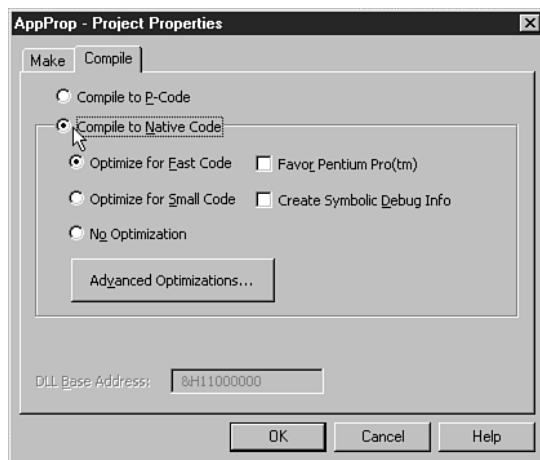 AppProp - Project Properties
Make Compile
Compile to P-Code
Compile to Native Code
Optimize for Fast Code Favor Pentium Pro(tm)
Optimize for Small Code Create Symbolic Debug Info
No Optimization
Advanced Optimizations...
DLL Base Address: &H11000000
OK Cancel Help